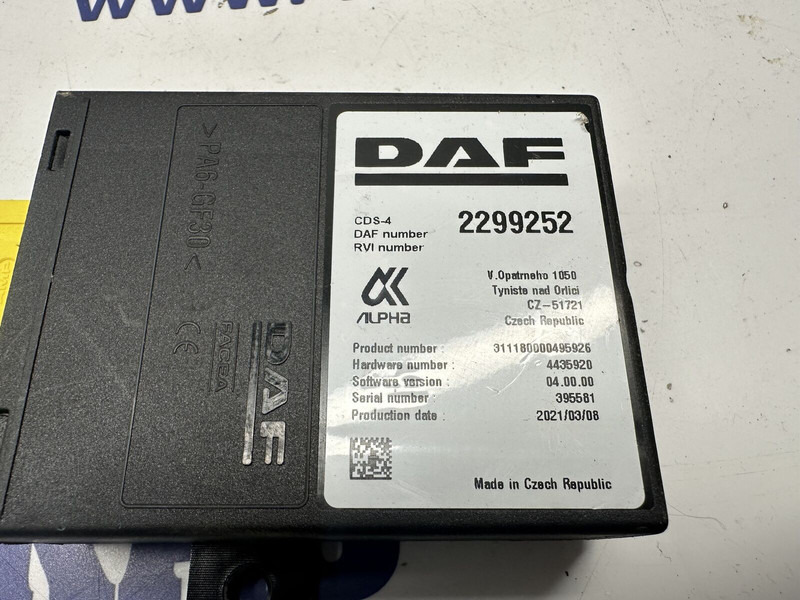 >PA6-GF30<
CE
DAF
DAF
CDS-4
DAF number 2299252
RVI number
ALPHA
V.Opatrneho 1050
Tyniste nad Orlici
CZ-51721
Czech Republic
Product number : 311180000495926
Hardware number : 4435920
Software version : 04.00.00
Serial number : 395581
Production date : 2021/03/08
Made in Czech Republic